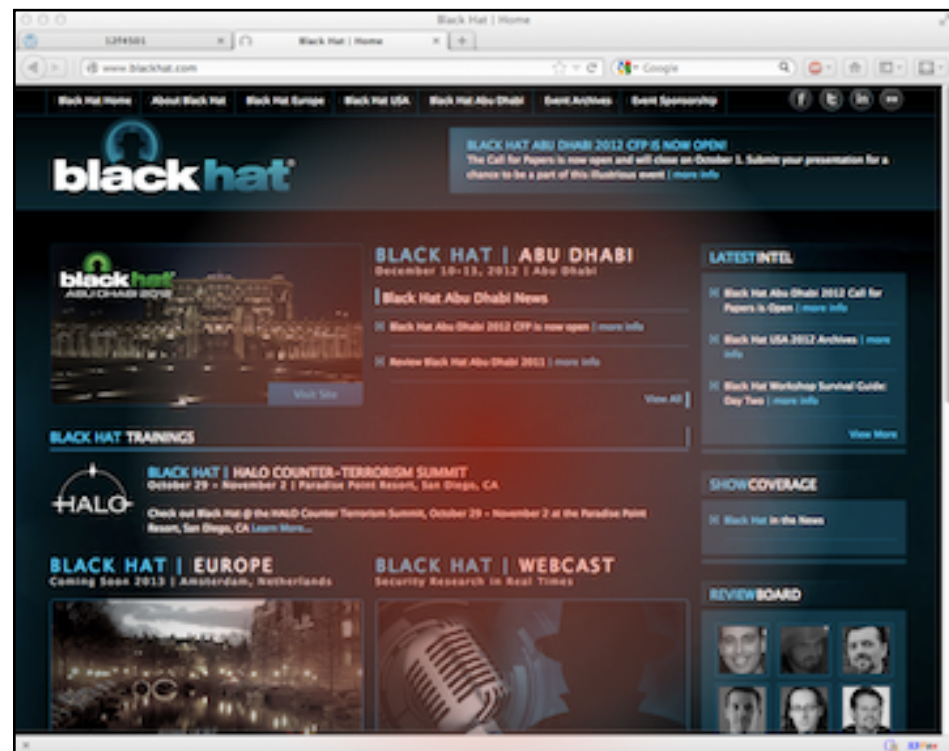 Black Hat | Home
Black Hat | Home
www.blackhat.com
Google
Black Hat Home About Black Hat Black Hat Europe Black Hat USA Black Hat Abu Dhabi Event Archives Event Sponsorship
black hat
BLACK HAT ABU DHABI 2012 CFP IS NOW OPEN!
The Call for Papers is now open and will close on October 1. Submit your presentation for a
chance to be a part of this illustrious event | more info
black hat
ABU DHABI 2012
Visit Site
BLACK HAT | ABU DHABI
December 10-13, 2012 | Abu Dhabi
Black Hat Abu Dhabi News
Black Hat Abu Dhabi 2012 CFP is now open | more info
Review Black Hat Abu Dhabi 2011 | more info
View All
LATESTINTEL
Black Hat Abu Dhabi 2012 Call for
Papers is Open | more info
Black Hat USA 2012 Archives | more
info
Black Hat Workshop Survival Guide:
Day Two | more info
View More
BLACK HAT TRAININGS
HALO
BLACK HAT | HALO COUNTER-TERRORISM SUMMIT
October 29 - November 2 | Paradise Point Resort, San Diego, CA
Check out Black Hat @ the HALO Counter Terrorism Summit, October 29 - November 2 at the Paradise Point
Resort, San Diego, CA Learn More...
SHOWCOVERAGE
Black Hat in the News
BLACK HAT | EUROPE
Coming Soon 2013 | Amsterdam, Netherlands
BLACK HAT | WEBCAST
Security Research in Real Times
REVIEWBOARD